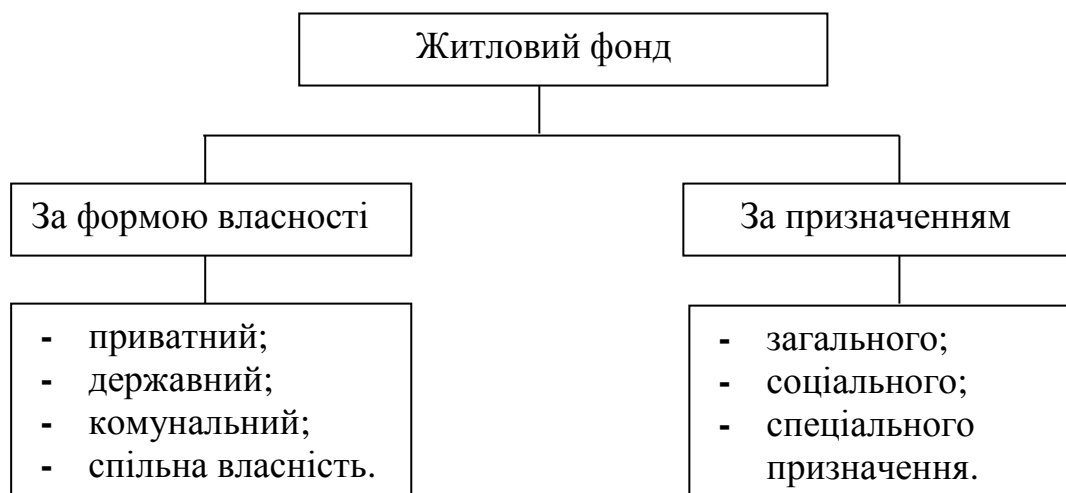 Житловий фонд
За формою власності
За призначенням
- приватний;
- державний;
- комунальний;
- спільна власність.
- загального;
- соціального;
- спеціального
призначення.